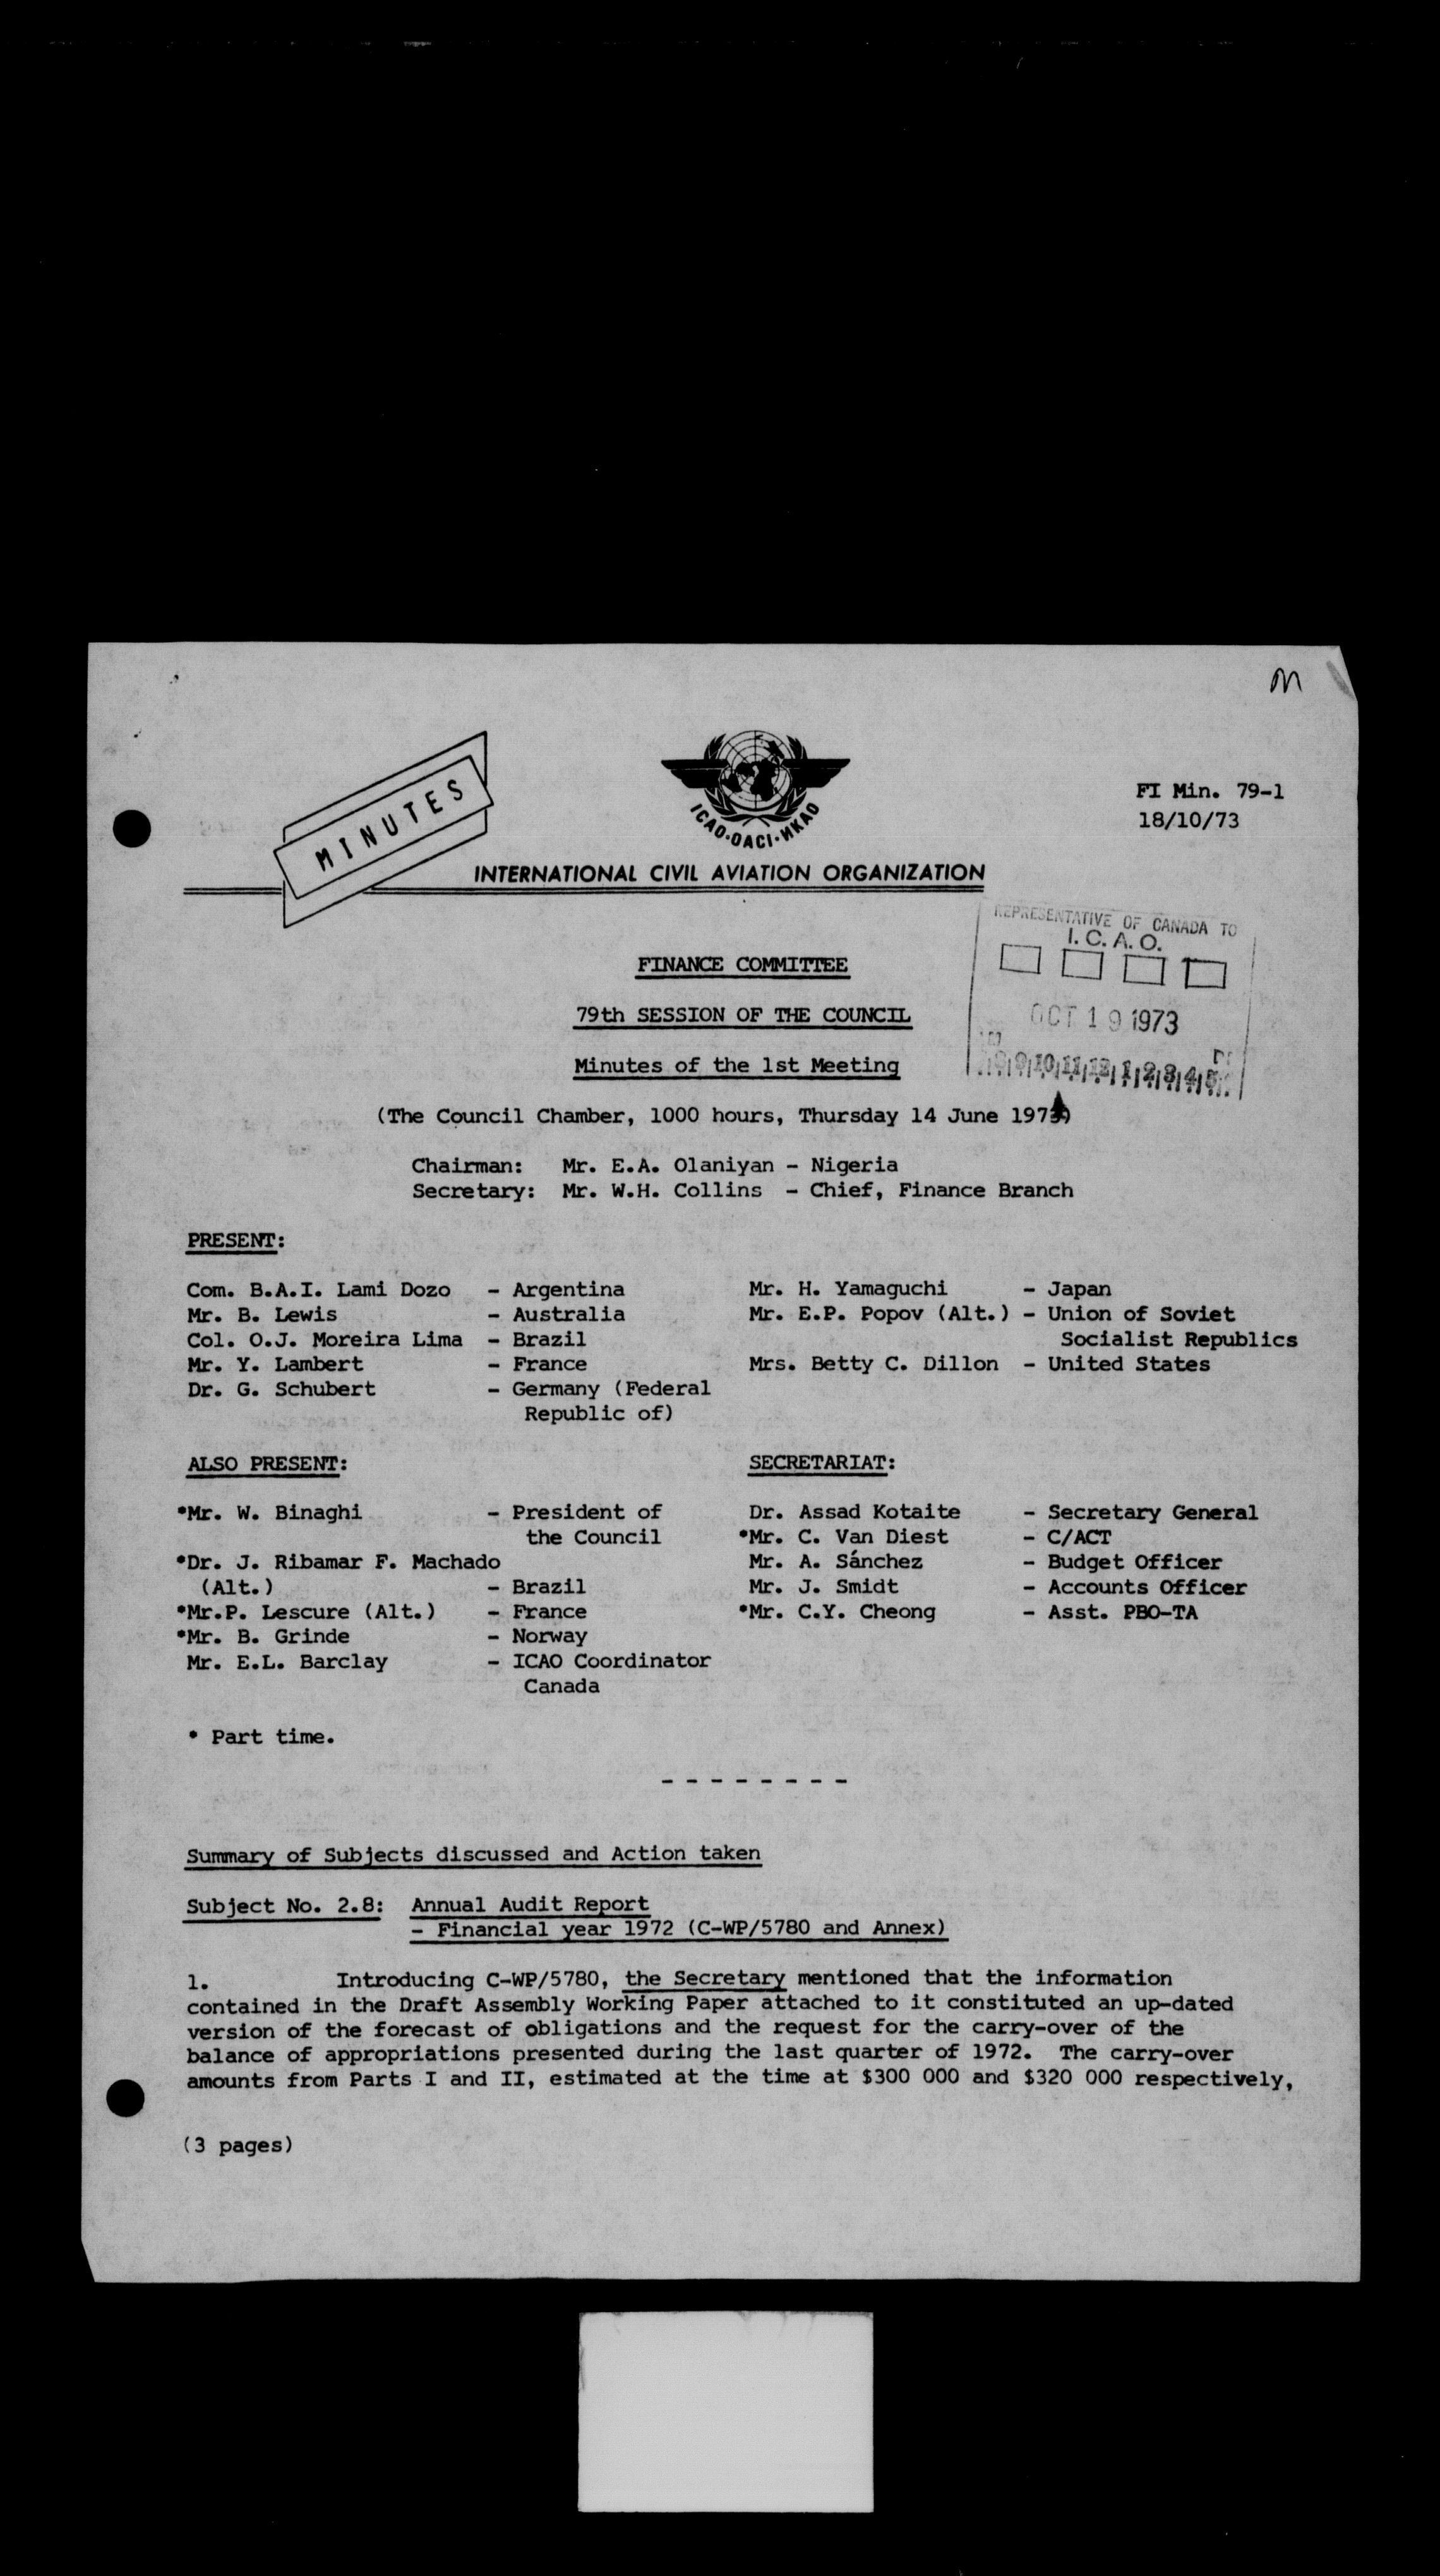 M
MINUTES
ICAO·OACI·ИКАО
FI Min. 79-1
18/10/73
INTERNATIONAL CIVIL AVIATION ORGANIZATION
REPRESENTATIVE OF CANADA TO
I.C.A.O.
OCT 19 1973
8 9 10 11 12 1 2 3 4 5
FINANCE COMMITTEE
79th SESSION OF THE COUNCIL
Minutes of the 1st Meeting
(The Council Chamber, 1000 hours, Thursday 14 June 1973)
Chairman: Mr. E.A. Olaniyan - Nigeria
Secretary: Mr. W.H. Collins - Chief, Finance Branch
PRESENT:
Com. B.A.I. Lami Dozo - Argentina
Mr. B. Lewis - Australia
Col. O.J. Moreira Lima - Brazil
Mr. Y. Lambert - France
Dr. G. Schubert - Germany (Federal
Republic of)
Mr. H. Yamaguchi - Japan
Mr. E.P. Popov (Alt.) - Union of Soviet
Socialist Republics
Mrs. Betty C. Dillon - United States
ALSO PRESENT:
*Mr. W. Binaghi - President of
the Council
*Dr. J. Ribamar F. Machado
(Alt.) - Brazil
*Mr.P. Lescure (Alt.) - France
*Mr. B. Grinde - Norway
Mr. E.L. Barclay - ICAO Coordinator
Canada
SECRETARIAT:
Dr. Assad Kotaite - Secretary General
*Mr. C. Van Diest - C/ACT
Mr. A. Sánchez - Budget Officer
Mr. J. Smidt - Accounts Officer
*Mr. C.Y. Cheong - Asst. PBO-TA
* Part time.
- - - - - - - -
Summary of Subjects discussed and Action taken
Subject No. 2.8: Annual Audit Report
- Financial year 1972 (C-WP/5780 and Annex)
1. Introducing C-WP/5780, the Secretary mentioned that the information
contained in the Draft Assembly Working Paper attached to it constituted an up-dated
version of the forecast of obligations and the request for the carry-over of the
balance of appropriations presented during the last quarter of 1972. The carry-over
amounts from Parts I and II, estimated at the time at $300 000 and $320 000 respectively,
(3 pages)